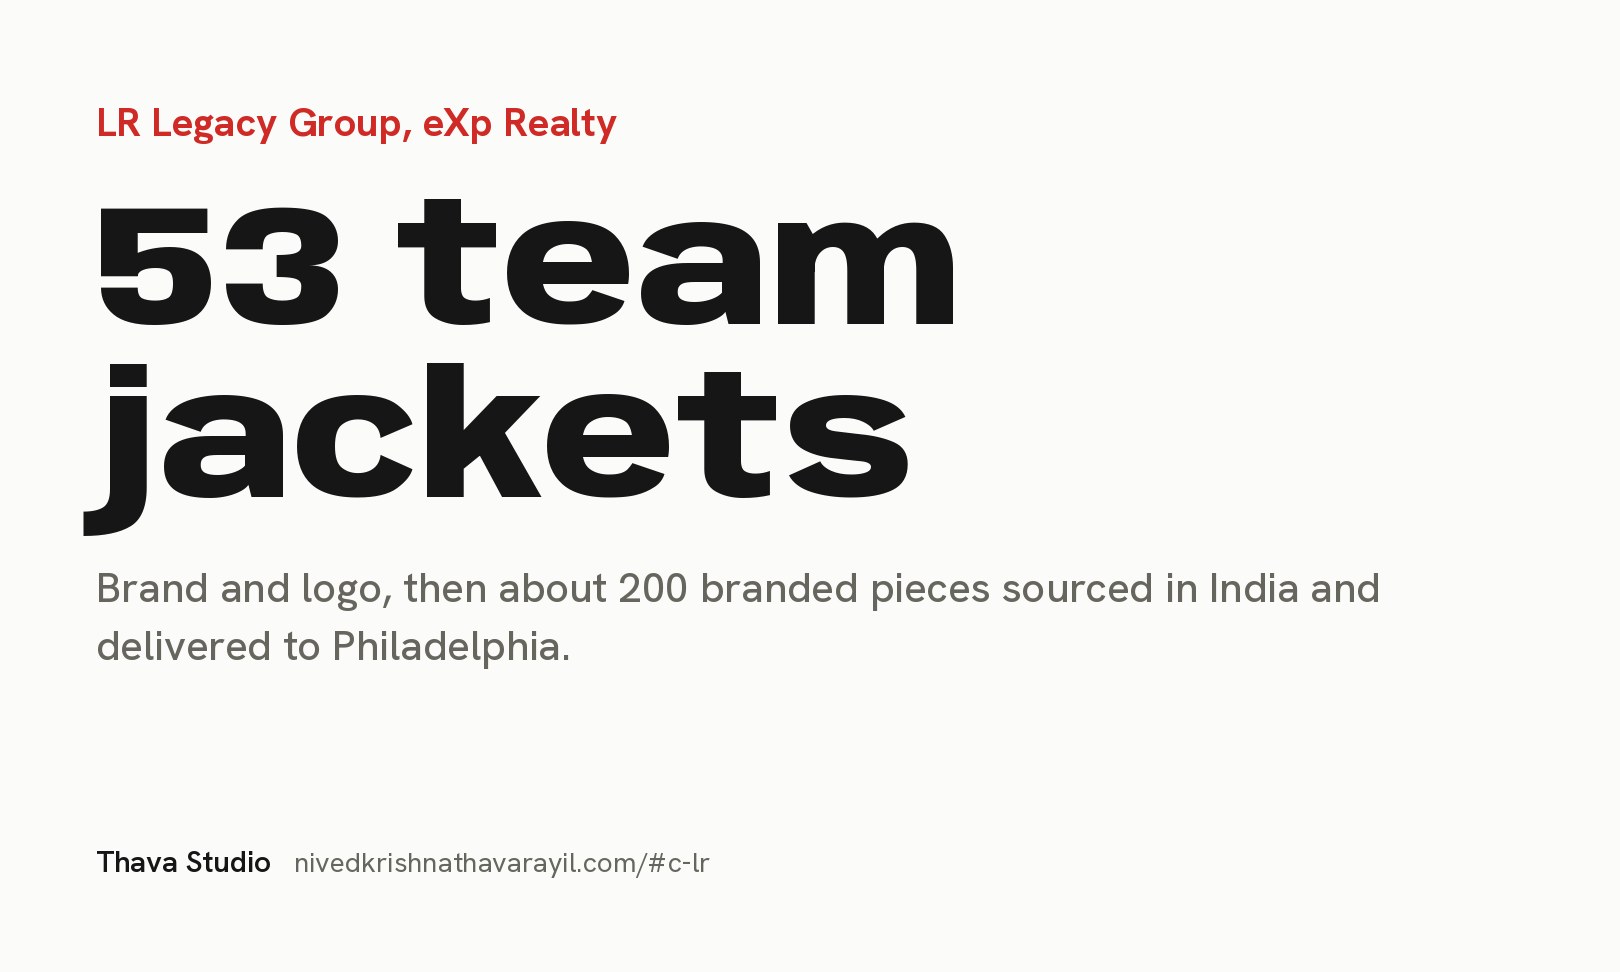 LR Legacy Group, eXp Realty
53 team
jackets
Brand and logo, then about 200 branded pieces sourced in India and
delivered to Philadelphia.
Thava Studio nivedkrishnathavarayil.com/#c-lr